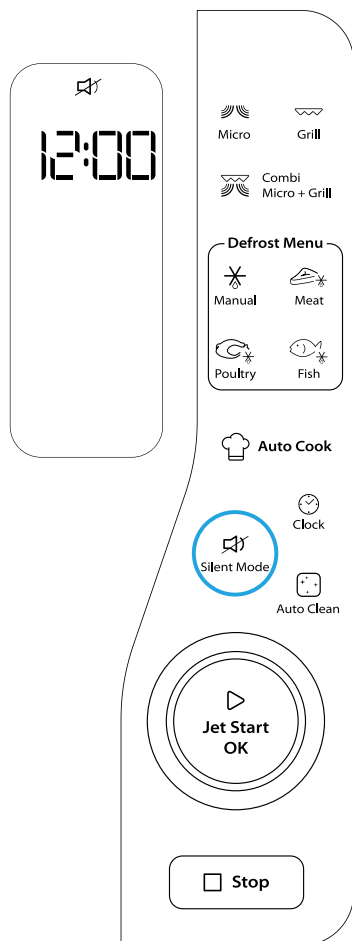 12:00
Micro
Grill
Combi
Micro + Grill
Defrost Menu
Manual
Meat
Poultry
Fish
Auto Cook
Clock
Silent Mode
Auto Clean
Jet Start
OK
Stop